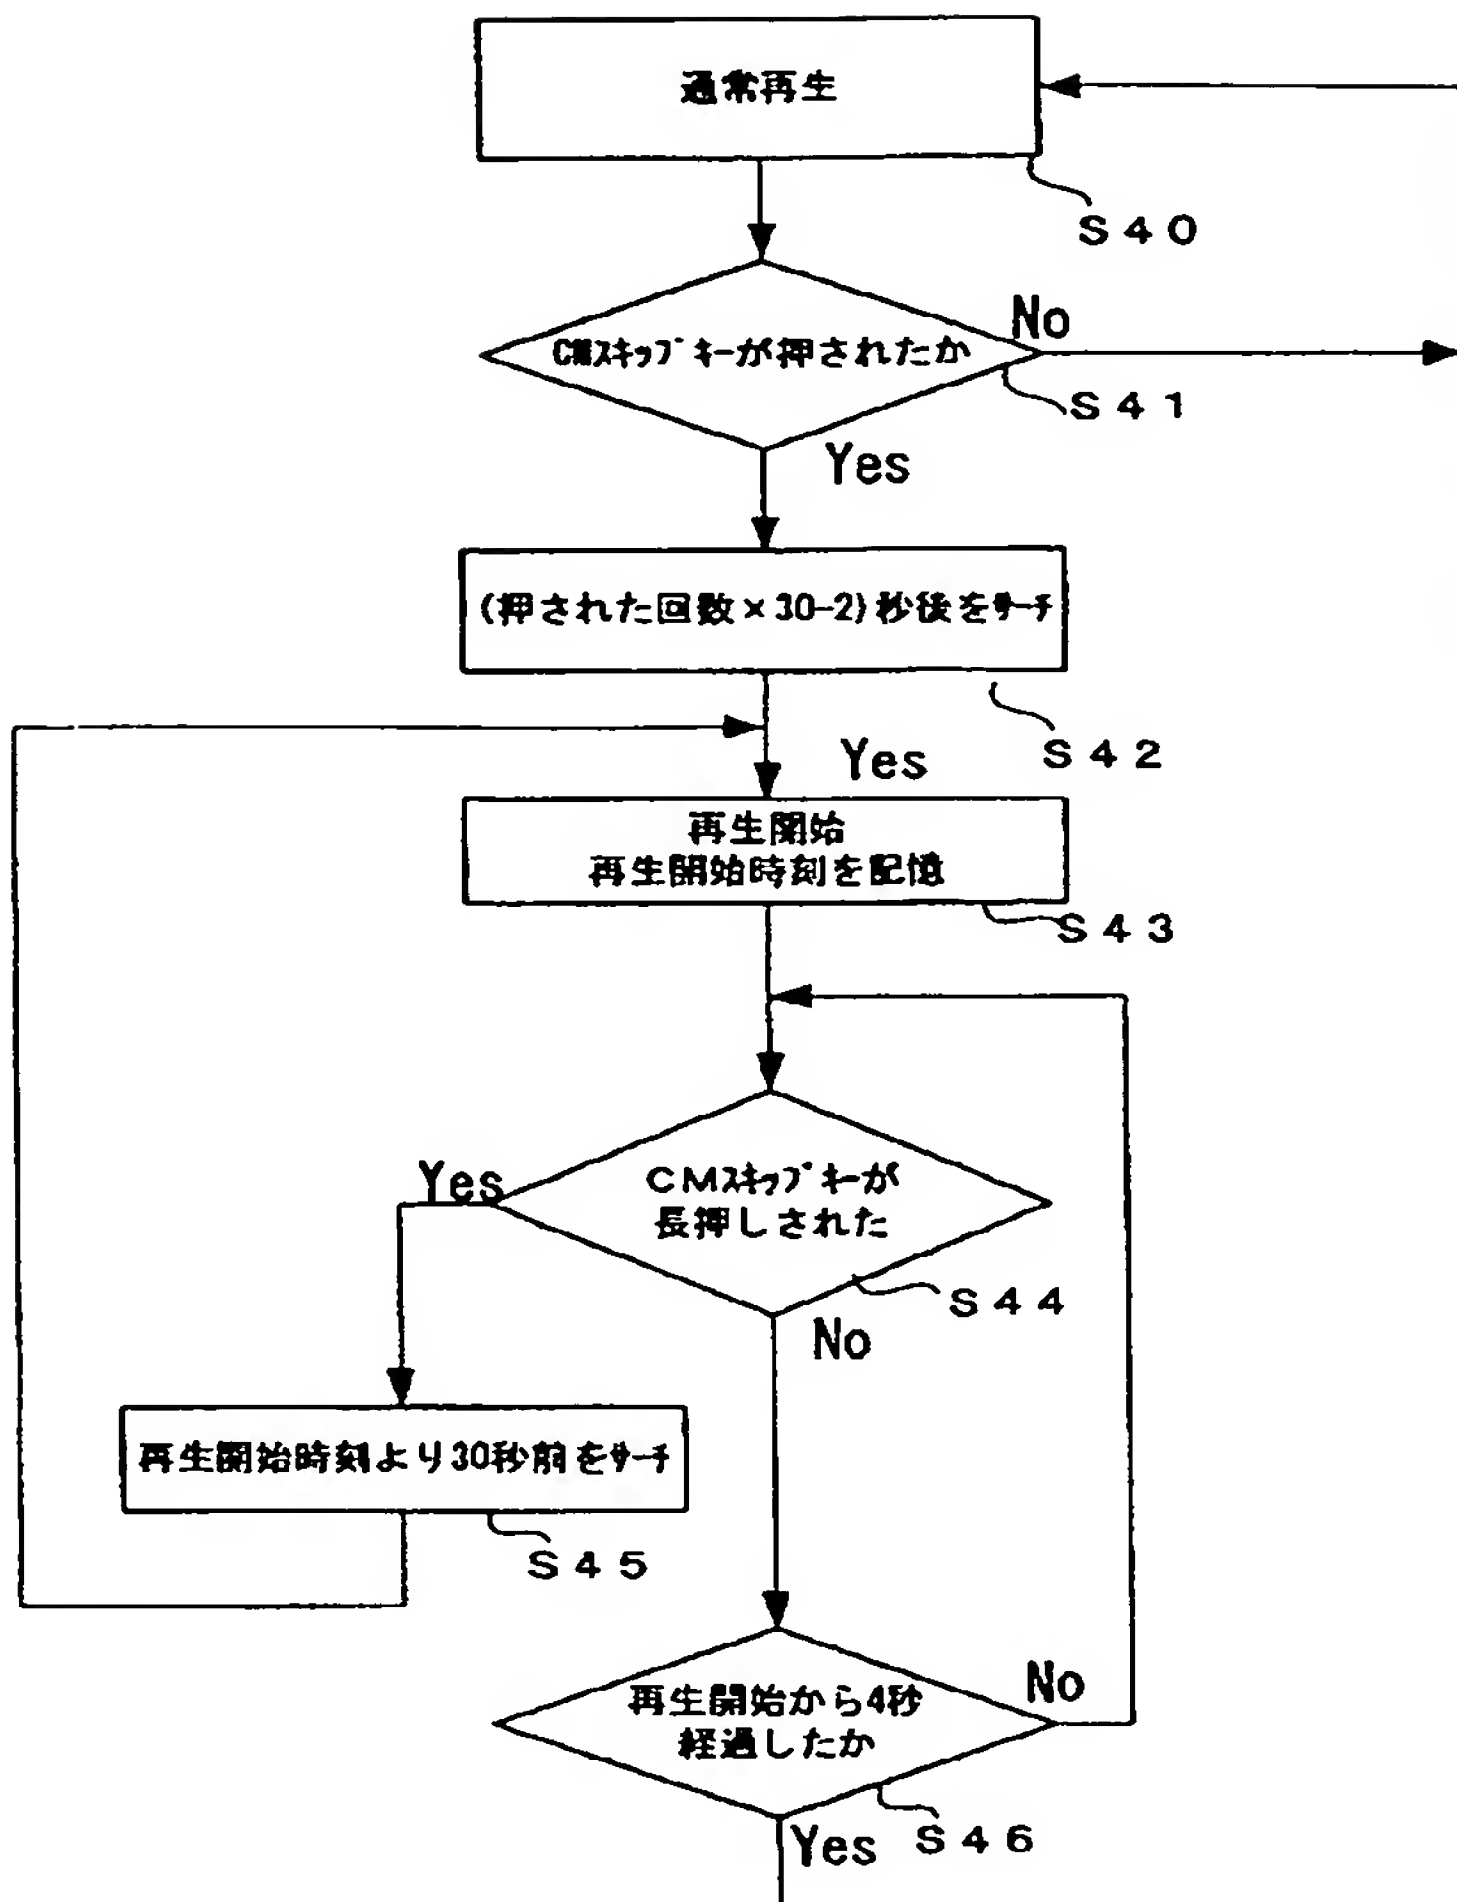 通常再生
S40
No
CMスキップキーが押されたか
S41
Yes
(押された回数×30-2)秒後をサーチ
S42
Yes
再生開始
再生開始時刻を記憶
S43
Yes
CMスキップキーが
長押しされた
S44
No
再生開始時刻より30秒前をサーチ
S45
No
再生開始から4秒
経過したか
S46
Yes